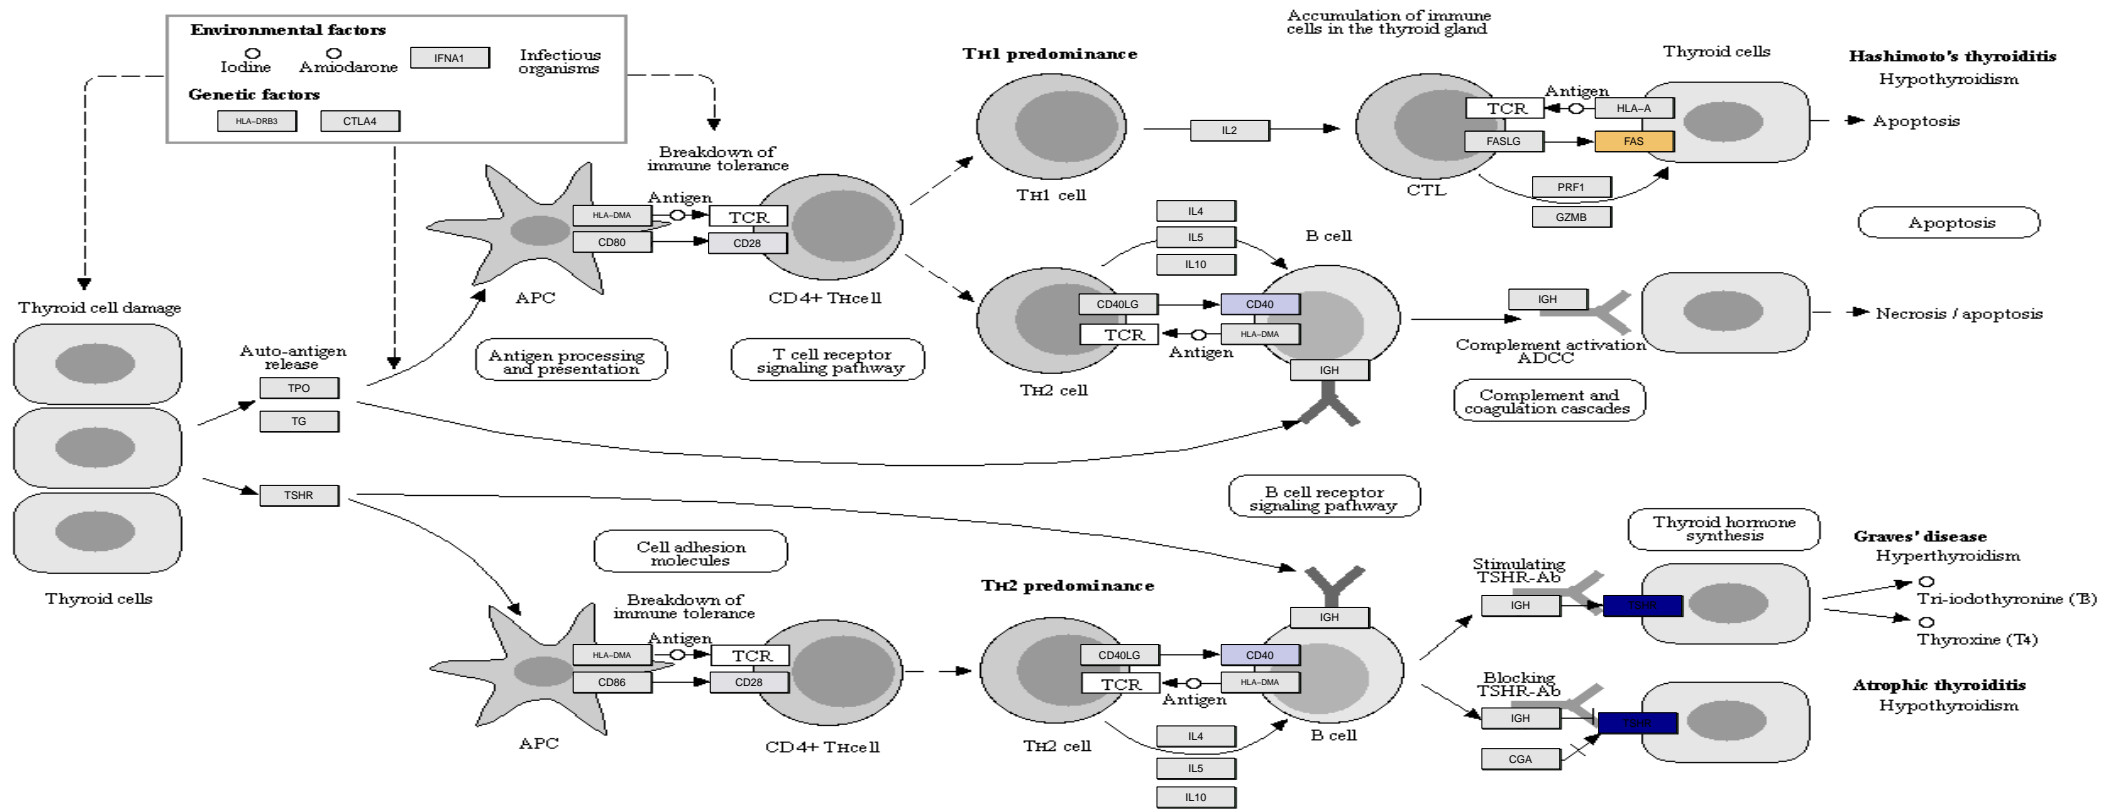 Environmental factors
Iodine
Amiodarone
IFNA1
Infectious
organisms
Genetic factors
HLA-DRB3
CTLA4
Thyroid cell damage
Thyroid cells
Auto-antigen
release
TPO
TG
TSHR
Breakdown of
immune tolerance
Antigen
HLA-DMA
TCR
CD80
CD28
APC
CD4+ THcell
Antigen processing
and presentation
T cell receptor
signaling pathway
TH1 predominance
TH1 cell
IL2
Accumulation of immune
cells in the thyroid gland
Thyroid cells
Antigen
TCR
HLA-A
FASLG
FAS
CTL
PRF1
GZMB
Hashimoto's thyroiditis
Hypothyroidism
Apoptosis
Apoptosis
IL4
IL5
IL10
B cell
CD40LG
CD40
TCR
HLA-DMA
Antigen
IGH
TH2 cell
IGH
Complement activation
ADCC
Necrosis / apoptosis
Complement and
coagulation cascades
B cell receptor
signaling pathway
Cell adhesion
molecules
Breakdown of
immune tolerance
Antigen
HLA-DMA
TCR
CD86
CD28
APC
CD4+ THcell
TH2 predominance
IGH
CD40LG
CD40
TCR
HLA-DMA
Antigen
TH2 cell
IL4
IL5
IL10
B cell
Thyroid hormone
synthesis
Stimulating
TSHR-Ab
IGH
TSHR
Graves' disease
Hyperthyroidism
Tri-iodothyronine (T3)
Thyroxine (T4)
Blocking
TSHR-Ab
IGH
TSHR
CGA
Atrophic thyroiditis
Hypothyroidism